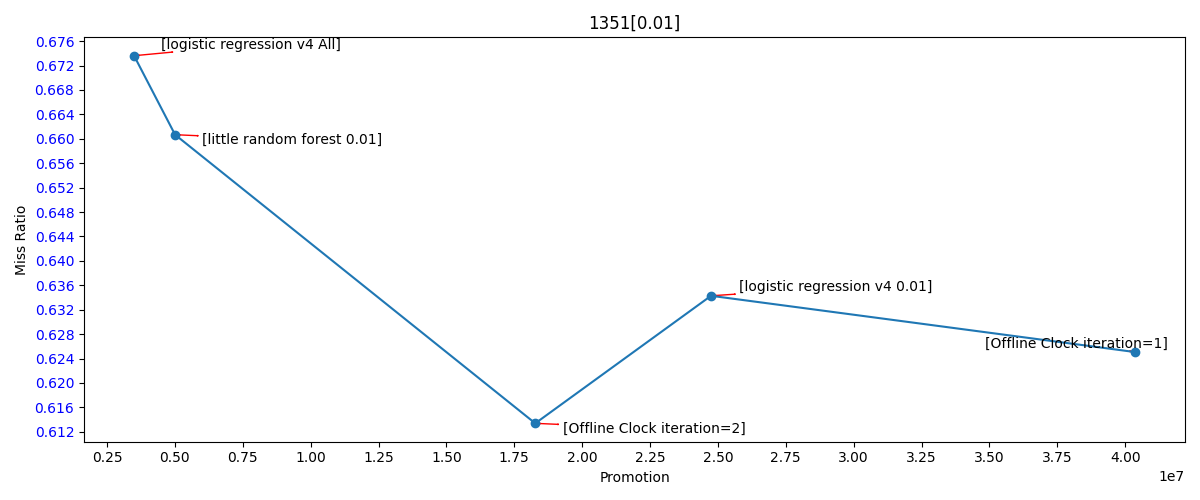 1351[0.01]
0.676
0.672
0.668
0.664
0.660
0.656
0.652
0.648
0.644
0.640
0.636
0.632
0.628
0.624
0.620
0.616
0.612
Miss Ratio
[logistic regression v4 All]
[little random forest 0.01]
[logistic regression v4 0.01]
[Offline Clock iteration=1]
[Offline Clock iteration=2]
0.25 0.50 0.75 1.00 1.25 1.50 1.75 2.00 2.25 2.50 2.75 3.00 3.25 3.50 3.75 4.00
1e7
Promotion